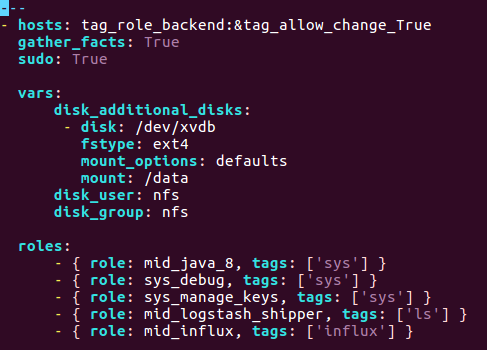 ---
- hosts: tag_role_backend:&tag_allow_change_True
gather_facts: True
sudo: True
vars:
disk_additional_disks:
- disk: /dev/xvdb
fstype: ext4
mount_options: defaults
mount: /data
disk_user: nfs
disk_group: nfs
roles:
- { role: mid_java_8, tags: ['sys'] }
- { role: sys_debug, tags: ['sys'] }
- { role: sys_manage_keys, tags: ['sys'] }
- { role: mid_logstash_shipper, tags: ['ls'] }
- { role: mid_influx, tags: ['influx'] }